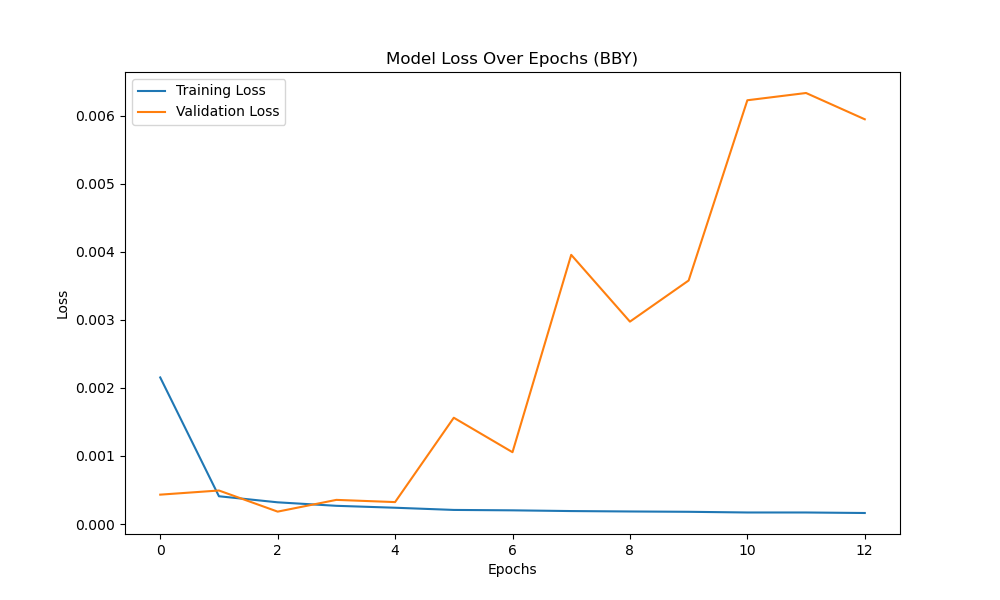 Model Loss Over Epochs (BBY)
Training Loss
Validation Loss
0.006
0.005
0.004
0.003
0.002
0.001
0.000
Loss
0 2 4 6 8 10 12
Epochs